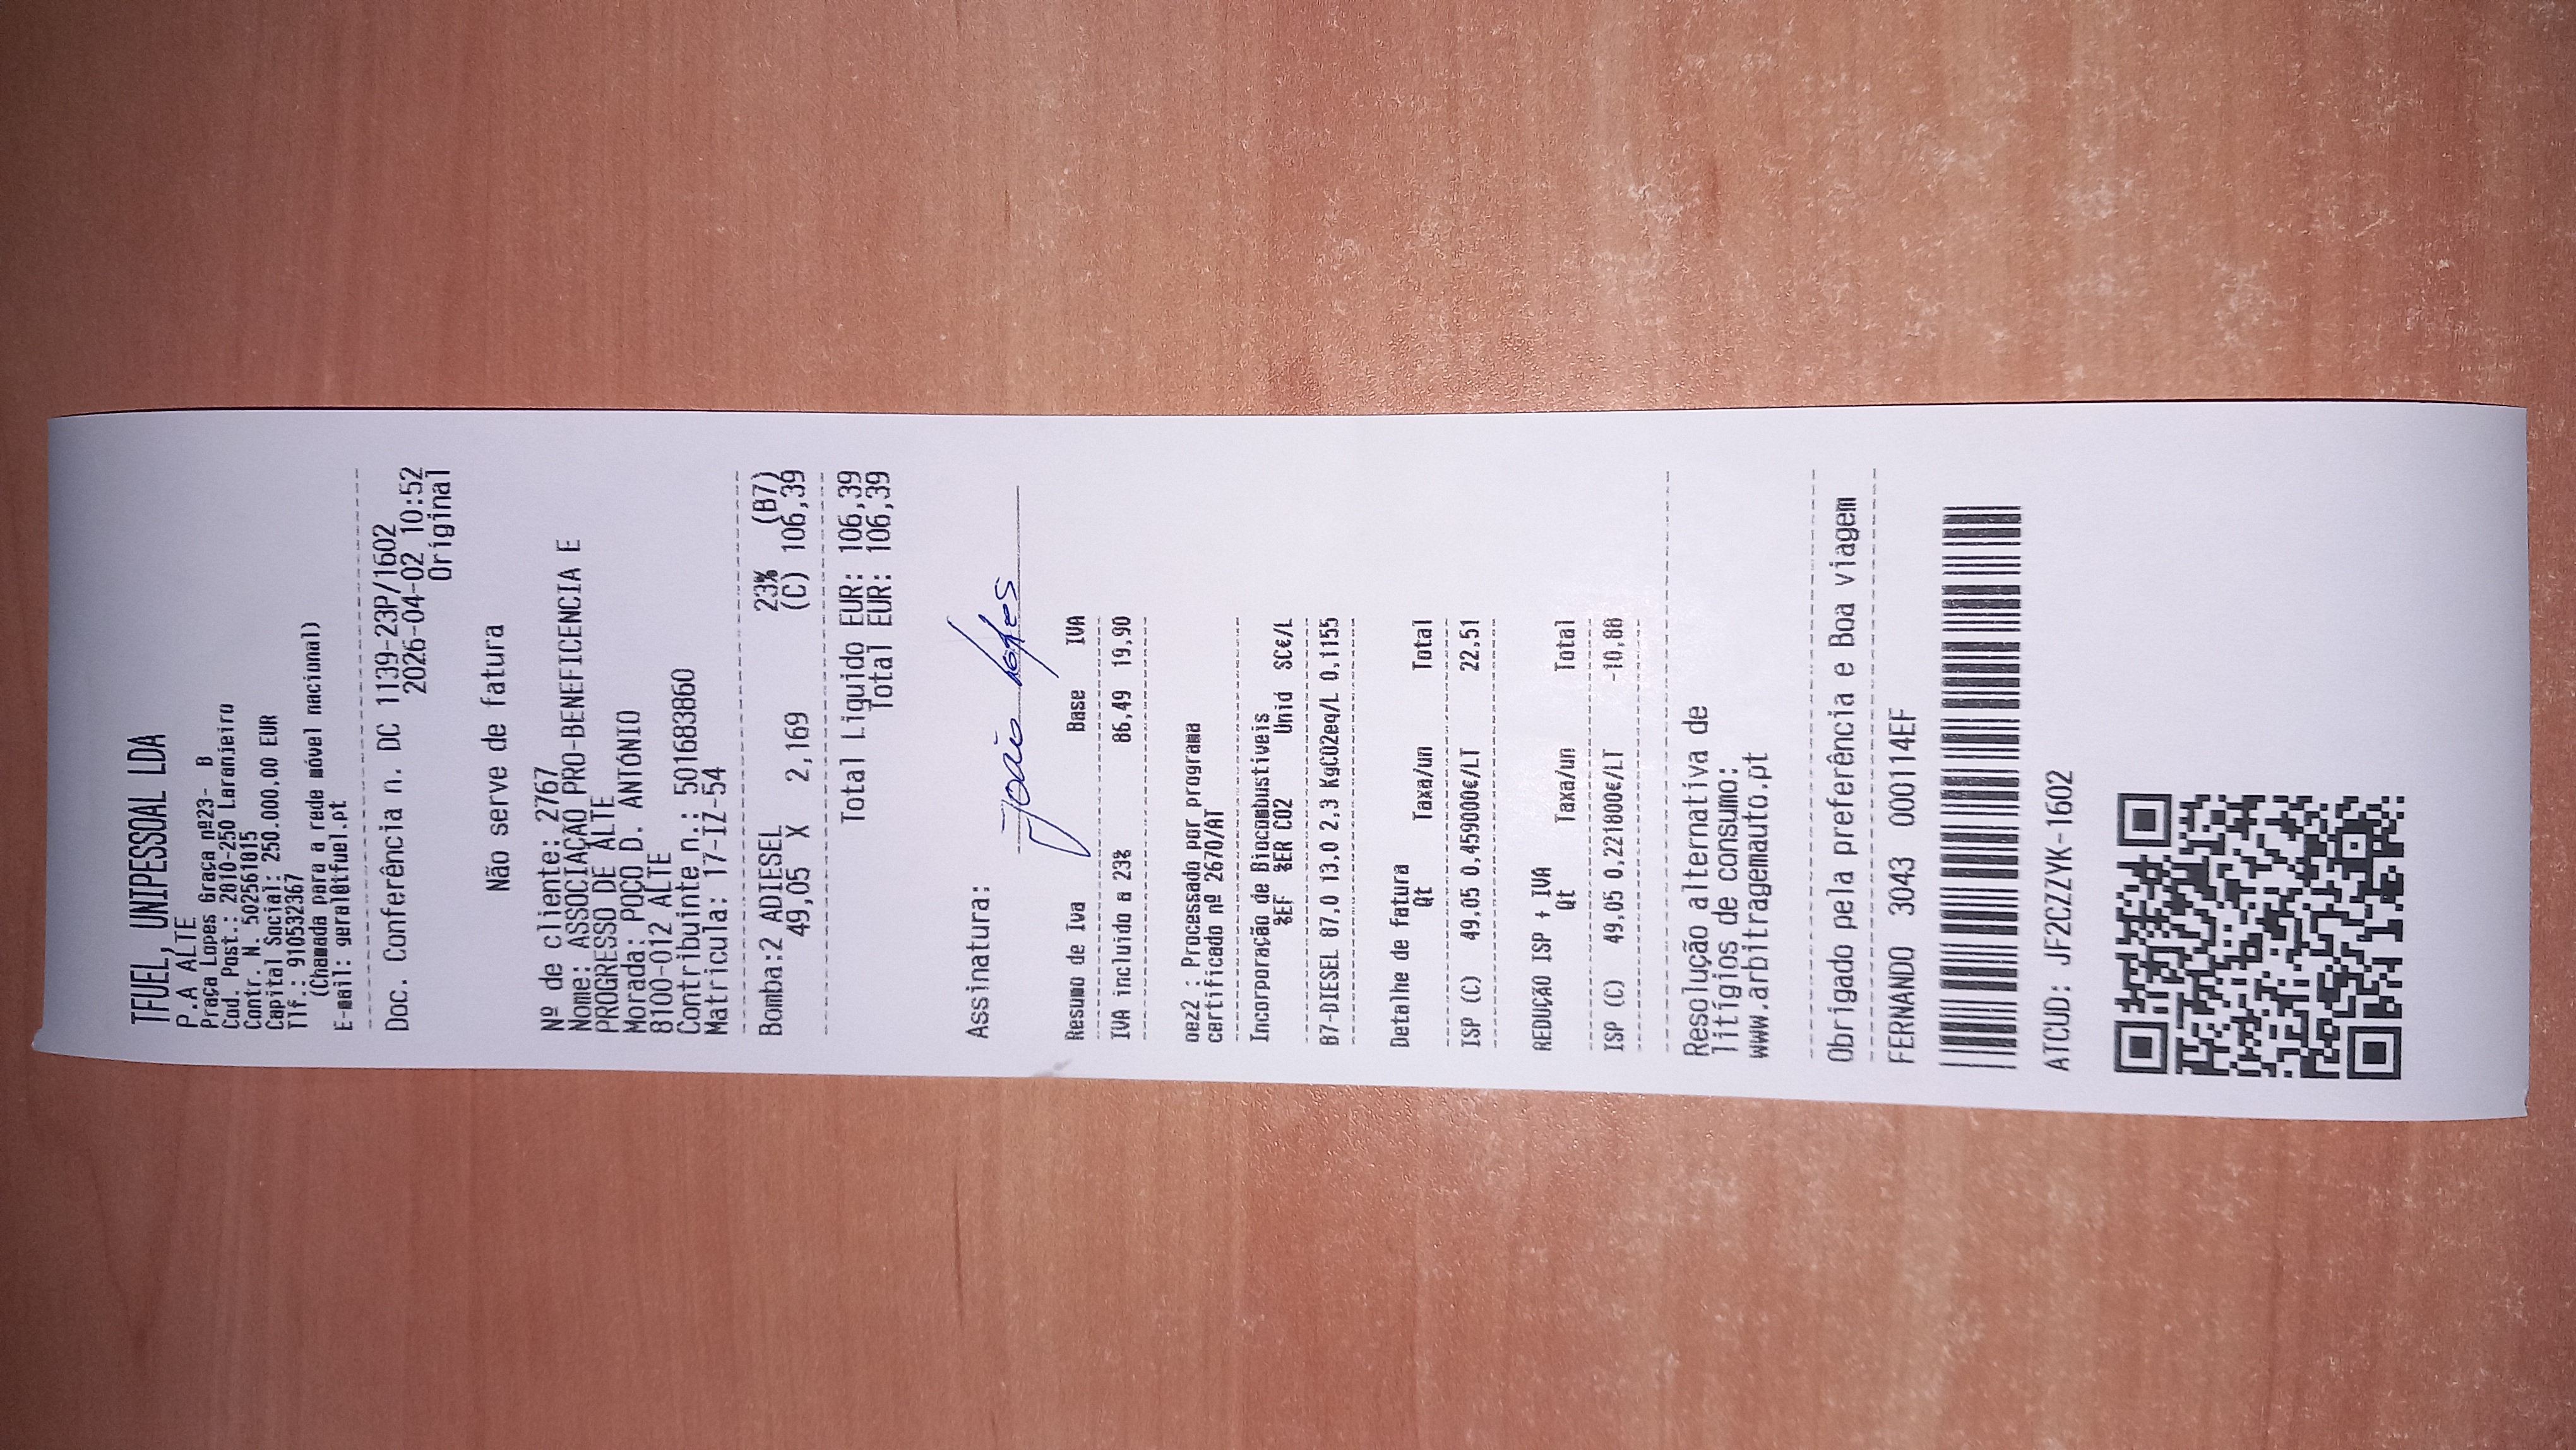 TFUEL, UNIPESSOAL LDA
P.A ALTE
Praça Lopes Graça nº23- B
Cod. Post.: 2810-250 Laranjeiro
Contr. N. 502561815
Capital Social: 250.000,00 EUR
Tlf.: 910532367
(Chamada para a rede móvel nacional)
E-mail: geral@tfuel.pt
Doc. Conferência n. DC 1139-23P/1602
2026-04-02 10:52
Original
Não serve de fatura
Nº de cliente: 2767
Nome: ASSOCIAÇÃO PRO-BENEFICENCIA E
PROGRESSO DE ALTE
Morada: POÇO D. ANTÓNIO
8100-012 ALTE
Contribuinte n.: 501683860
Matricula: 17-IZ-54
Bomba:2 ADIESEL 23% (B7)
49,05 X 2,169 (C) 106,39
Total Liquido EUR: 106,39
Total EUR: 106,39
Assinatura:
João Lopes
Resumo de Iva Base IVA
IVA incluido a 23% 86,49 19,90
oez2 : Processado por programa
certificado nº 2670/AT
Incorporação de Biocombustiveis
%EF %ER CO2 Unid SC€/L
B7-DIESEL 87.0 13.0 2.3 KgCO2eq/L 0.1155
Detalhe de fatura
Qt Taxa/un Total
ISP (C) 49,05 0,459000€/LT 22,51
REDUÇÃO ISP + IVA
Qt Taxa/un Total
ISP (C) 49,05 0,221800€/LT -10,88
Resolução alternativa de
litígios de consumo:
www.arbitragemauto.pt
Obrigado pela preferência e Boa viagem
FERNANDO 3043 000114EF
ATCUD: JF2CZZYK-1602